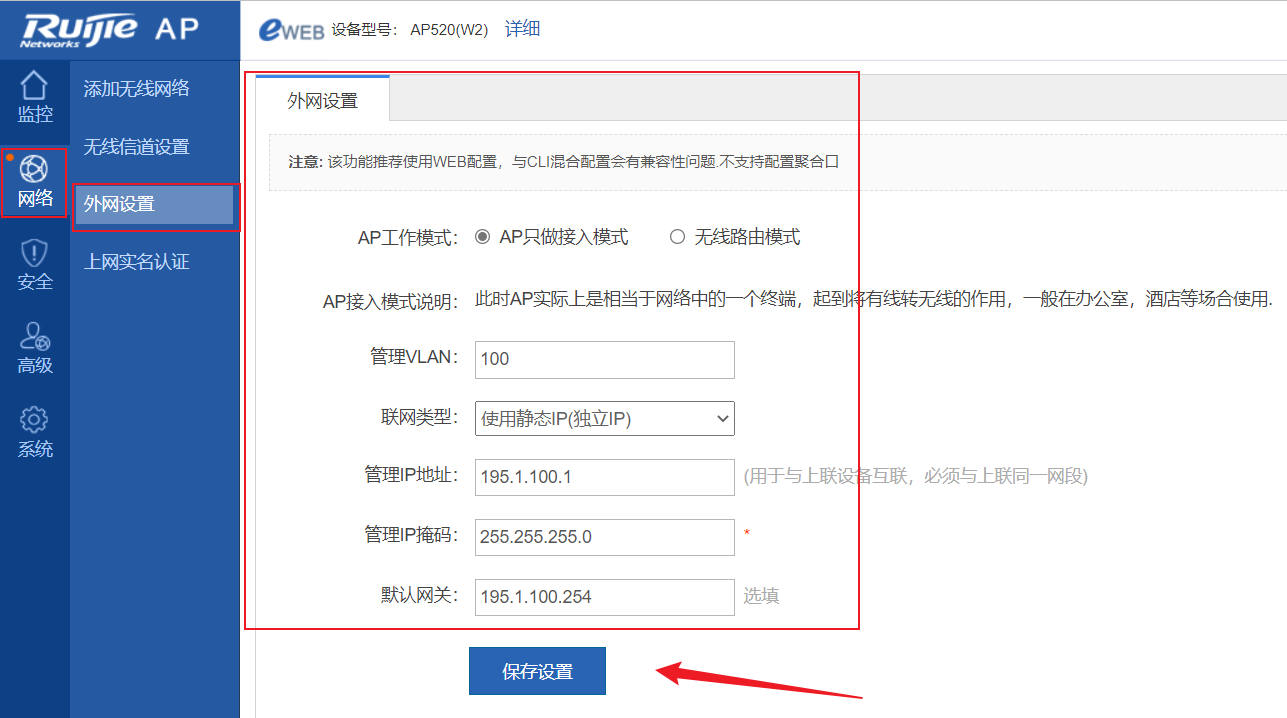 Ruijie Networks AP
eWEB 设备型号: AP520(W2) 详细
监控
网络
安全
高级
系统
添加无线网络
无线信道设置
外网设置
上网实名认证
外网设置
注意: 该功能推荐使用WEB配置，与CLI混合配置会有兼容性问题.不支持配置聚合口
AP工作模式: AP只做接入模式 无线路由模式
AP接入模式说明: 此时AP实际上是相当于网络中的一个终端，起到将有线转无线的作用，一般在办公室，酒店等场合使用.
管理VLAN: 100
联网类型: 使用静态IP(独立IP)
管理IP地址: 195.1.100.1 (用于与上联设备互联，必须与上联同一网段)
管理IP掩码: 255.255.255.0 *
默认网关: 195.1.100.254 选填
保存设置